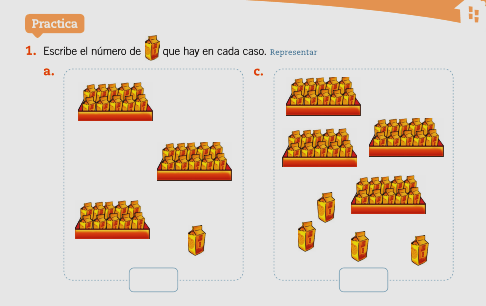 Practica
1. Escribe el número de que hay en cada caso. Representar
a.
c.